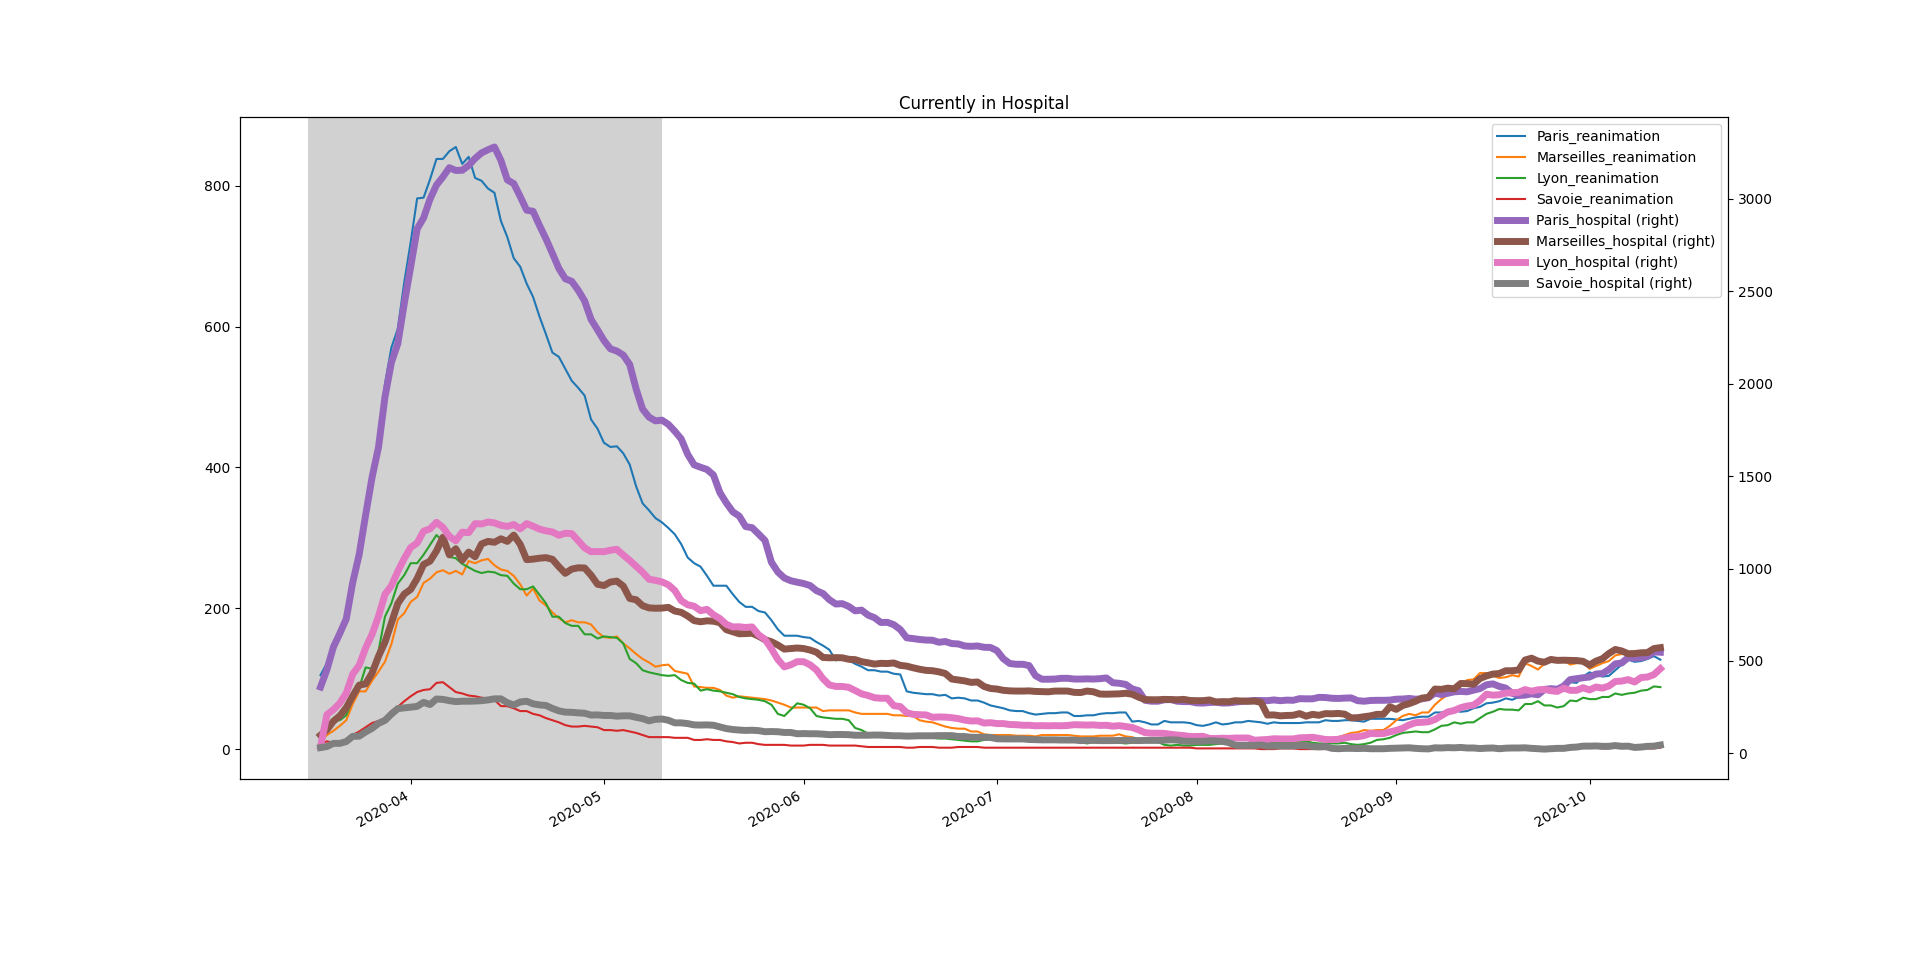 Currently in Hospital
Paris_reanimation
Marseilles_reanimation
Lyon_reanimation
Savoie_reanimation
Paris_hospital (right)
Marseilles_hospital (right)
Lyon_hospital (right)
Savoie_hospital (right)
800
600
400
200
0
3000
2500
2000
1500
1000
500
0
2020-04
2020-05
2020-06
2020-07
2020-08
2020-09
2020-10